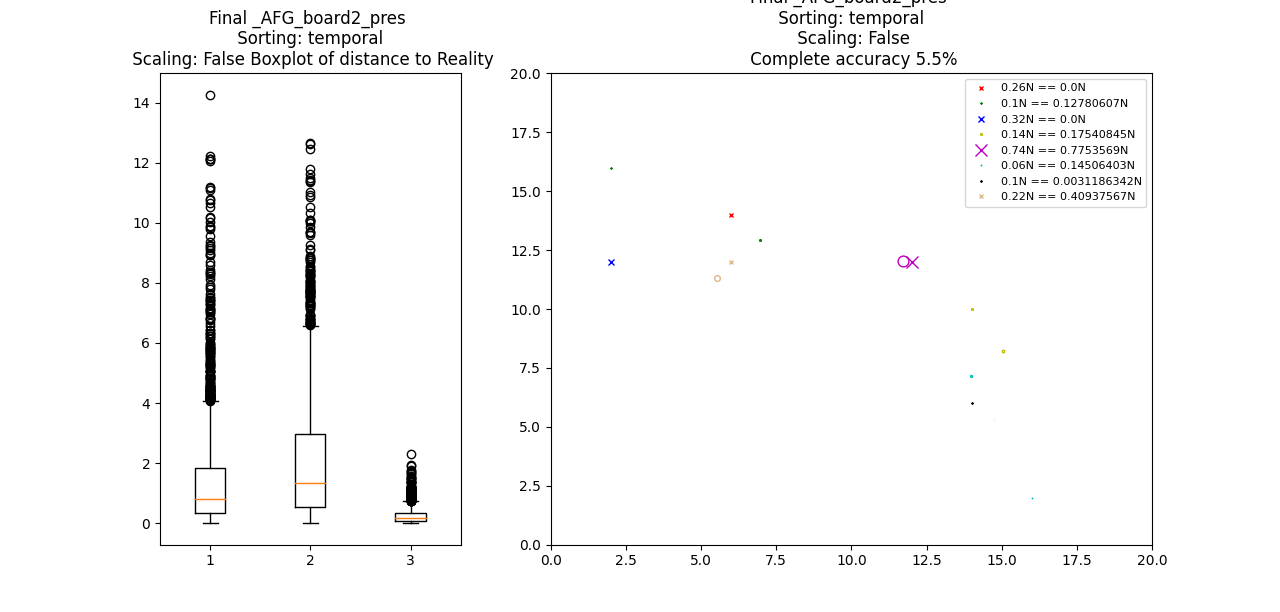 Final _AFG_board2_pres
Sorting: temporal
Scaling: False Boxplot of distance to Reality
14
12
10
8
6
4
2
0
1
2
3
Final _AFG_board2_pres
Sorting: temporal
Scaling: False
Complete accuracy 5.5%
20.0
17.5
15.0
12.5
10.0
7.5
5.0
2.5
0.0
0.0
2.5
5.0
7.5
10.0
12.5
15.0
17.5
20.0
0.26N == 0.0N
0.1N == 0.12780607N
0.32N == 0.0N
0.14N == 0.17540845N
0.74N == 0.7753569N
0.06N == 0.14506403N
0.1N == 0.0031186342N
0.22N == 0.40937567N